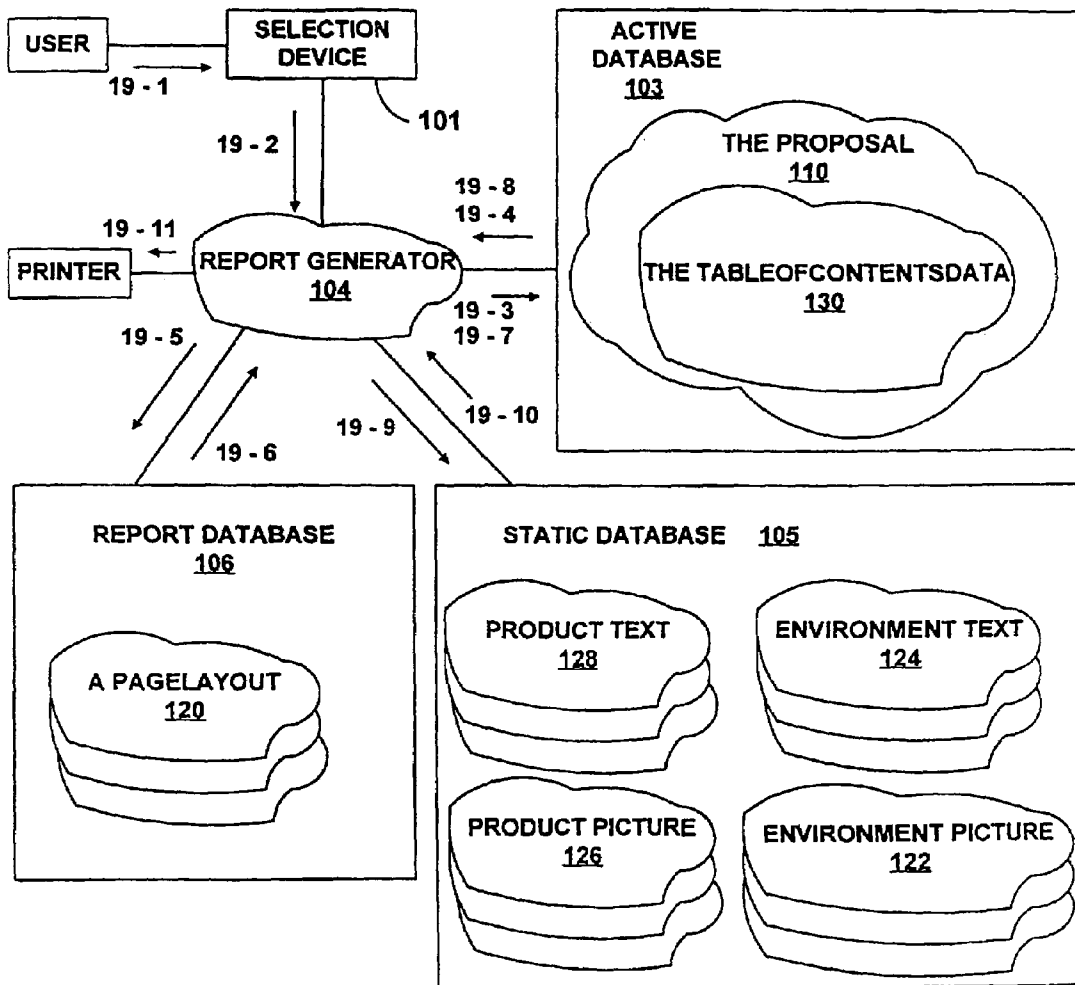 USER
SELECTION
DEVICE
19 - 1
101
ACTIVE
DATABASE
103
THE PROPOSAL
110
THE TABLEOFCONTENTSDATA
130
19 - 2
19 - 8
19 - 4
19 - 11
PRINTER
REPORT GENERATOR
104
19 - 3
19 - 7
19 - 5
19 - 6
19 - 9
19 - 10
REPORT DATABASE
106
A PAGELAYOUT
120
STATIC DATABASE 105
PRODUCT TEXT
128
ENVIRONMENT TEXT
124
PRODUCT PICTURE
126
ENVIRONMENT PICTURE
122